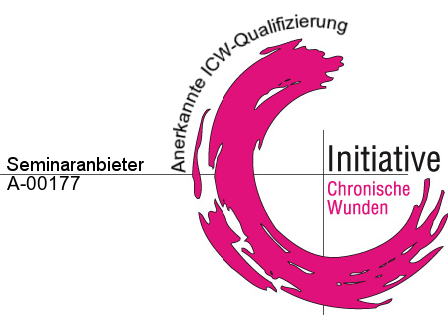 Anerkannte ICW-Qualifizierung
Seminaranbieter
A-00177
Initiative
Chronische
Wunden